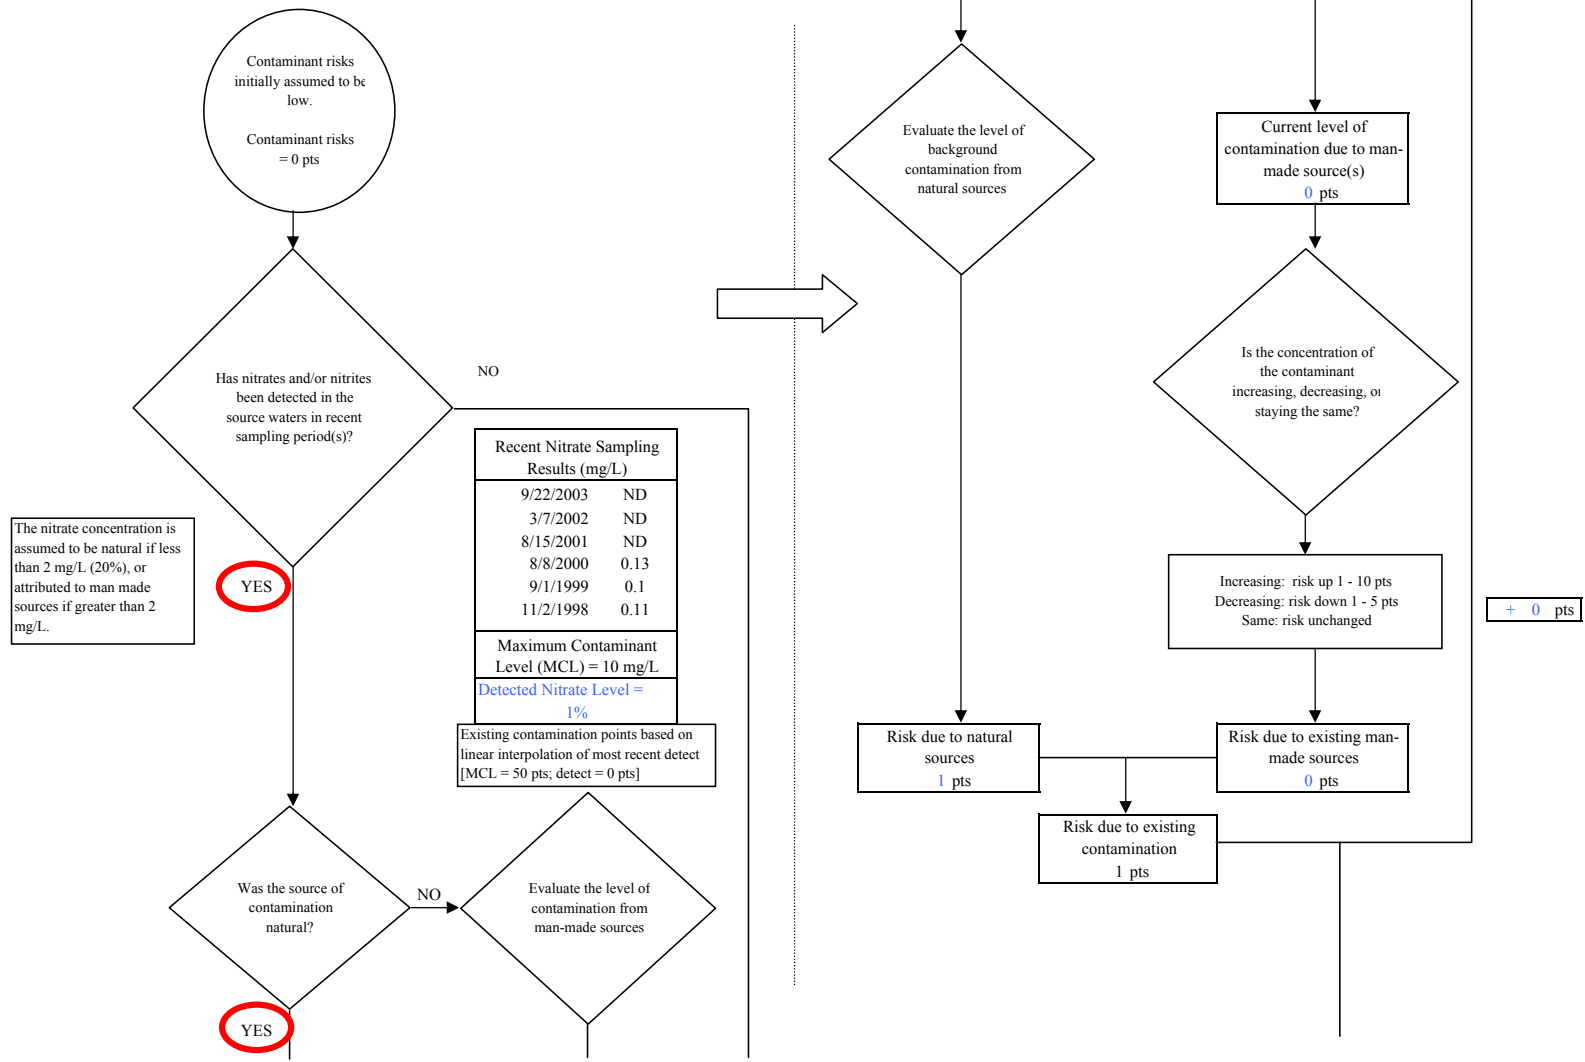 Contaminant risks
initially assumed to be
low.
Contaminant risks
= 0 pts
Has nitrates and/or nitrites
been detected in the
source waters in recent
sampling period(s)?
NO
The nitrate concentration is
assumed to be natural if less
than 2 mg/L (20%), or
attributed to man made
sources if greater than 2
mg/L.
YES
Recent Nitrate Sampling
Results (mg/L)
9/22/2003 ND
3/7/2002 ND
8/15/2001 ND
8/8/2000 0.13
9/1/1999 0.1
11/2/1998 0.11
Maximum Contaminant
Level (MCL) = 10 mg/L
Detected Nitrate Level =
1%
Existing contamination points based on
linear interpolation of most recent detect
[MCL = 50 pts; detect = 0 pts]
Was the source of
contamination
natural?
NO
Evaluate the level of
contamination from
man-made sources
YES
Evaluate the level of
background
contamination from
natural sources
Current level of
contamination due to man-
made source(s)
0 pts
Is the concentration of
the contaminant
increasing, decreasing, or
staying the same?
Increasing: risk up 1 - 10 pts
Decreasing: risk down 1 - 5 pts
Same: risk unchanged
+ 0 pts
Risk due to natural
sources
1 pts
Risk due to existing man-
made sources
0 pts
Risk due to existing
contamination
1 pts